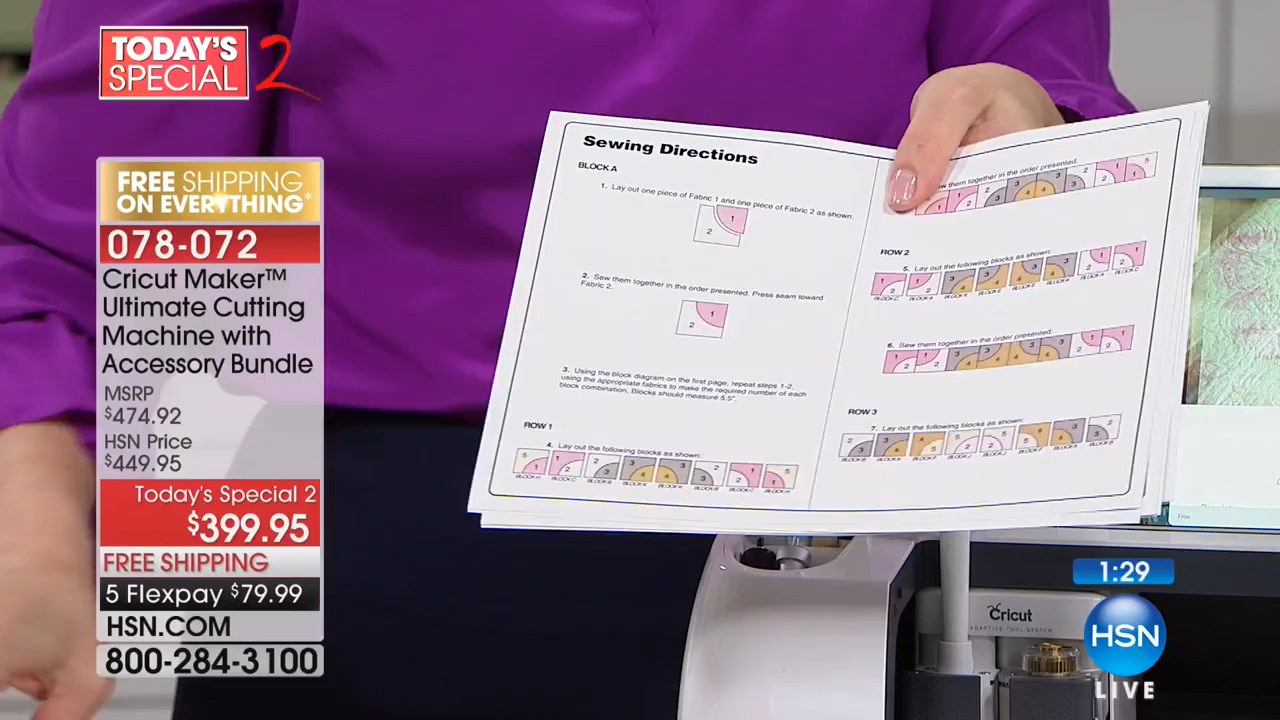 TODAY'S
SPECIAL 2
FREE SHIPPING
ON EVERYTHING*
078-072
Cricut Maker™
Ultimate Cutting
Machine with
Accessory Bundle
MSRP
$474.92
HSN Price
$449.95
Today's Special 2
$399.95
FREE SHIPPING
5 Flexpay $79.99
HSN.COM
800-284-3100
Sewing Directions
BLOCK A
1. Lay out one piece of Fabric 1 and one piece of Fabric 2 as shown.
1
2
2. Sew them together in the order presented. Press seam toward
Fabric 2.
1
2
3. Using the block diagram on the first page, repeat steps 1-2,
using the appropriate fabrics to make the required number of each
block combination. Blocks should measure 5.5".
ROW 1
4. Lay out the following blocks as shown:
them together in the order presented.
ROW 2
5. Lay out the following blocks as shown:
6. Sew them together in the order presented.
ROW 3
7. Lay out the following blocks as shown:
Free
Cricut
ADAPTIVE TOOL SYSTEM
1:29
HSN
LIVE